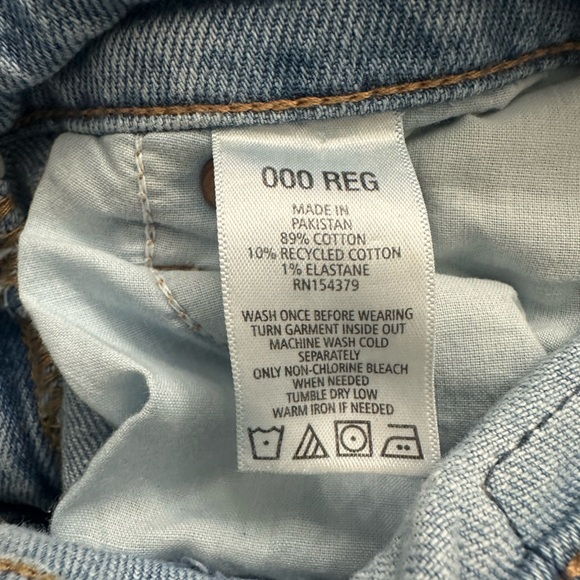 000 REG
MADE IN
PAKISTAN
89% COTTON
10% RECYCLED COTTON
1% ELASTANE
RN154379
WASH ONCE BEFORE WEARING
TURN GARMENT INSIDE OUT
MACHINE WASH COLD
SEPARATELY
ONLY NON-CHLORINE BLEACH
WHEN NEEDED
TUMBLE DRY LOW
WARM IRON IF NEEDED